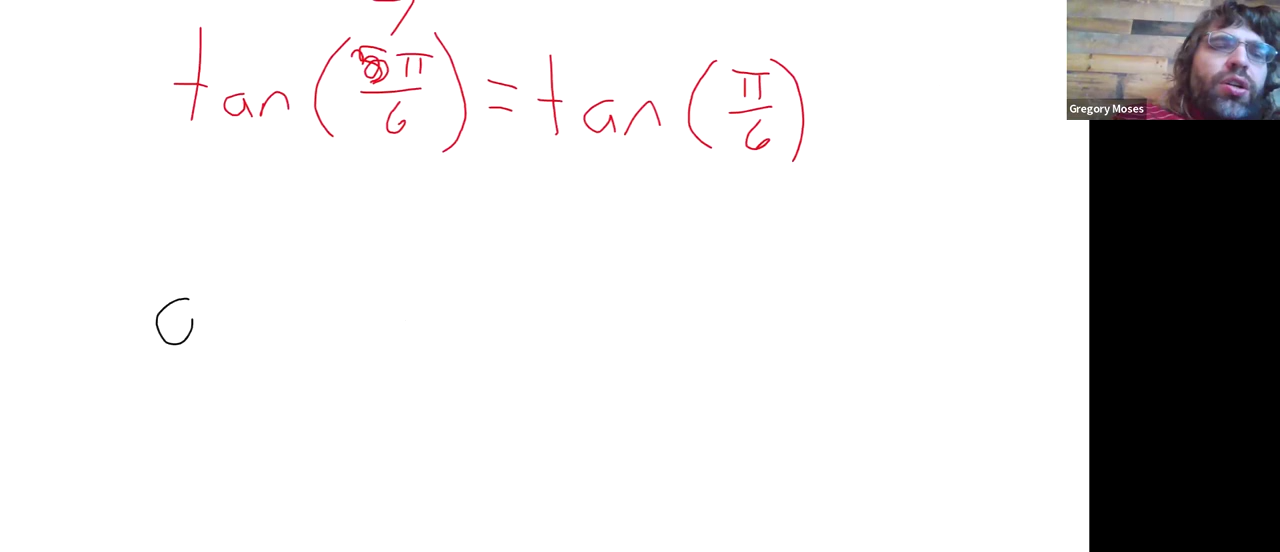 tan( π/6) = tan(π/6)
Gregory Moses